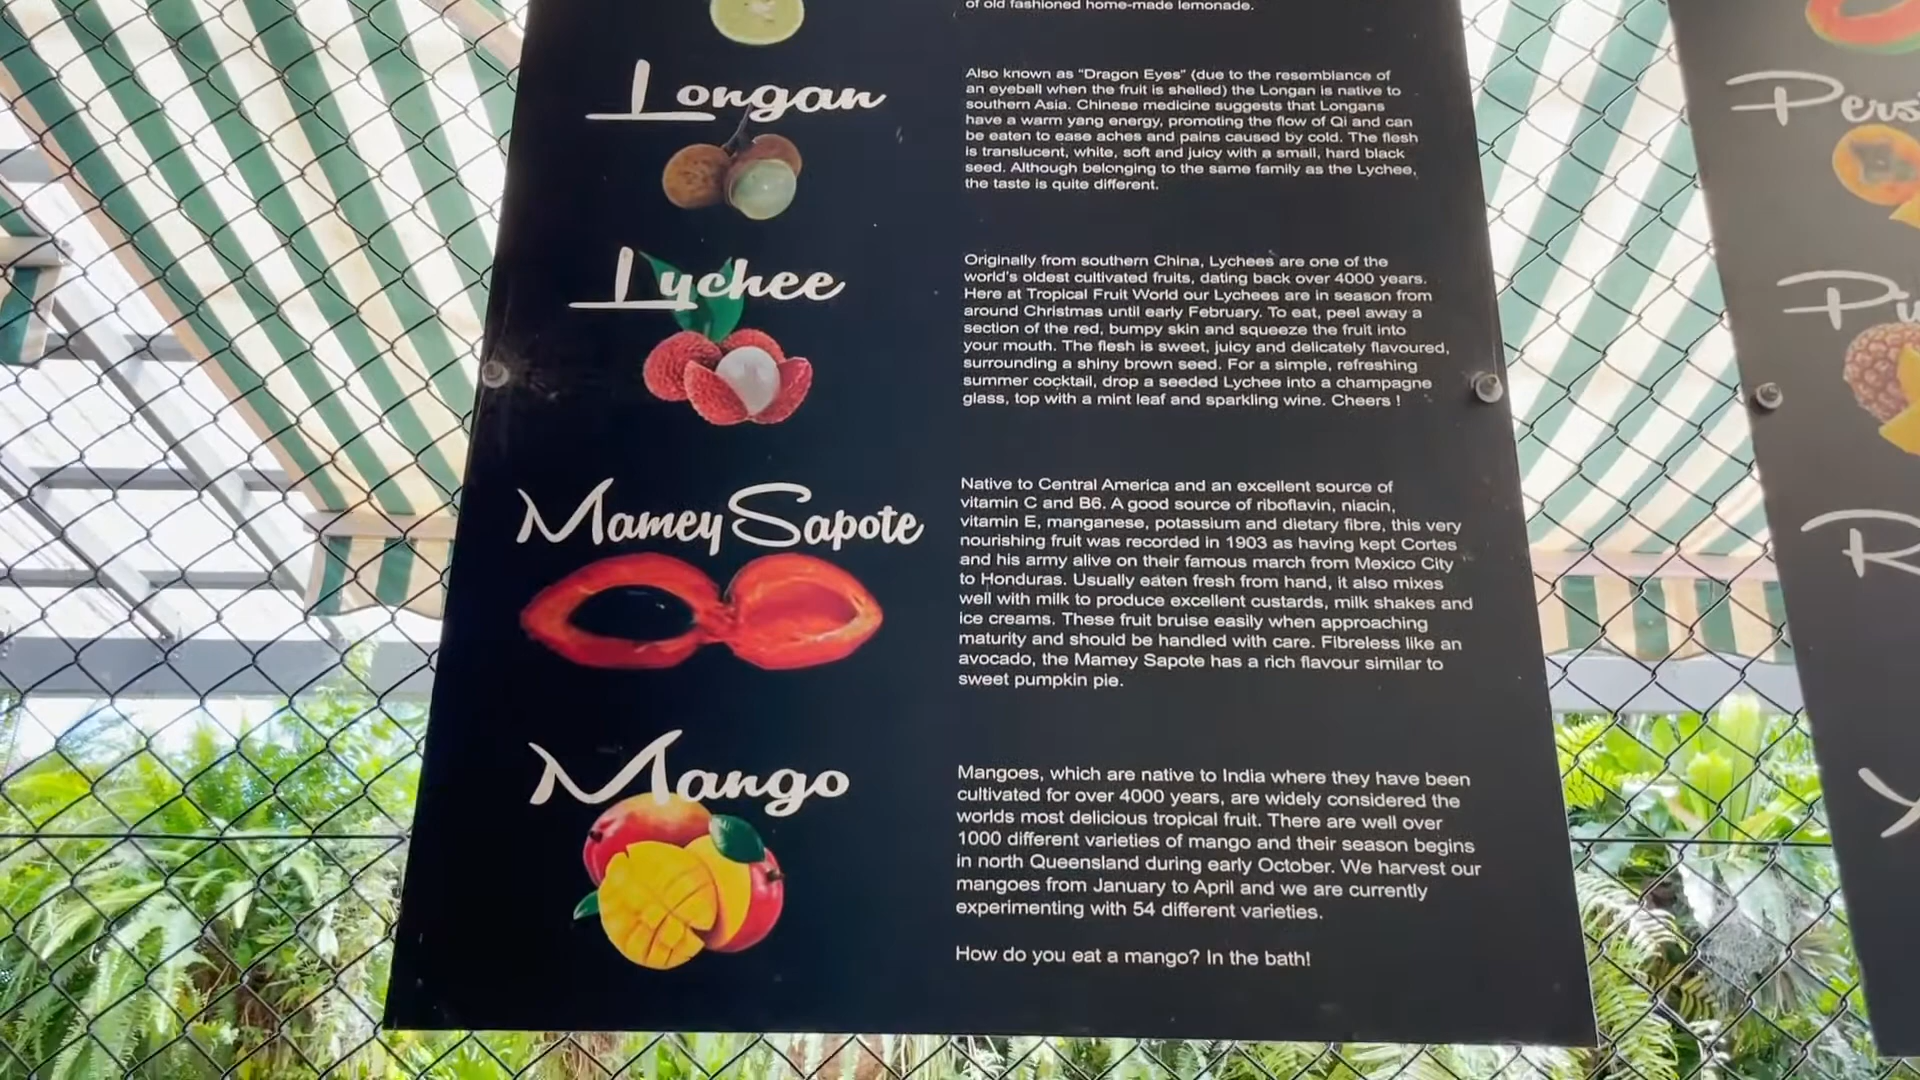 of old fashioned home-made lemonade.
Longan
Also known as "Dragon Eyes" (due to the resemblance of
an eyeball when the fruit is shelled) the Longan is native to
southern Asia. Chinese medicine suggests that Longans
have a warm yang energy, promoting the flow of Qi and can
be eaten to ease aches and pains caused by cold. The flesh
is translucent, white, soft and juicy with a small, hard black
seed. Although belonging to the same family as the Lychee,
the taste is quite different.
Lychee
Originally from southern China, Lychees are one of the
world's oldest cultivated fruits, dating back over 4000 years.
Here at Tropical Fruit World our Lychees are in season from
around Christmas until early February. To eat, peel away a
section of the red, bumpy skin and squeeze the fruit into
your mouth. The flesh is sweet, juicy and delicately flavoured,
surrounding a shiny brown seed. For a simple, refreshing
summer cocktail, drop a seeded Lychee into a champagne
glass, top with a mint leaf and sparkling wine. Cheers !
Mamey Sapote
Native to Central America and an excellent source of
vitamin C and B6. A good source of riboflavin, niacin,
vitamin E, manganese, potassium and dietary fibre, this very
nourishing fruit was recorded in 1903 as having kept Cortes
and his army alive on their famous march from Mexico City
to Honduras. Usually eaten fresh from hand, it also mixes
well with milk to produce excellent custards, milk shakes and
ice creams. These fruit bruise easily when approaching
maturity and should be handled with care. Fibreless like an
avocado, the Mamey Sapote has a rich flavour similar to
sweet pumpkin pie.
Mango
Mangoes, which are native to India where they have been
cultivated for over 4000 years, are widely considered the
worlds most delicious tropical fruit. There are well over
1000 different varieties of mango and their season begins
in north Queensland during early October. We harvest our
mangoes from January to April and we are currently
experimenting with 54 different varieties.
How do you eat a mango? In the bath!
Pers
Pi
R